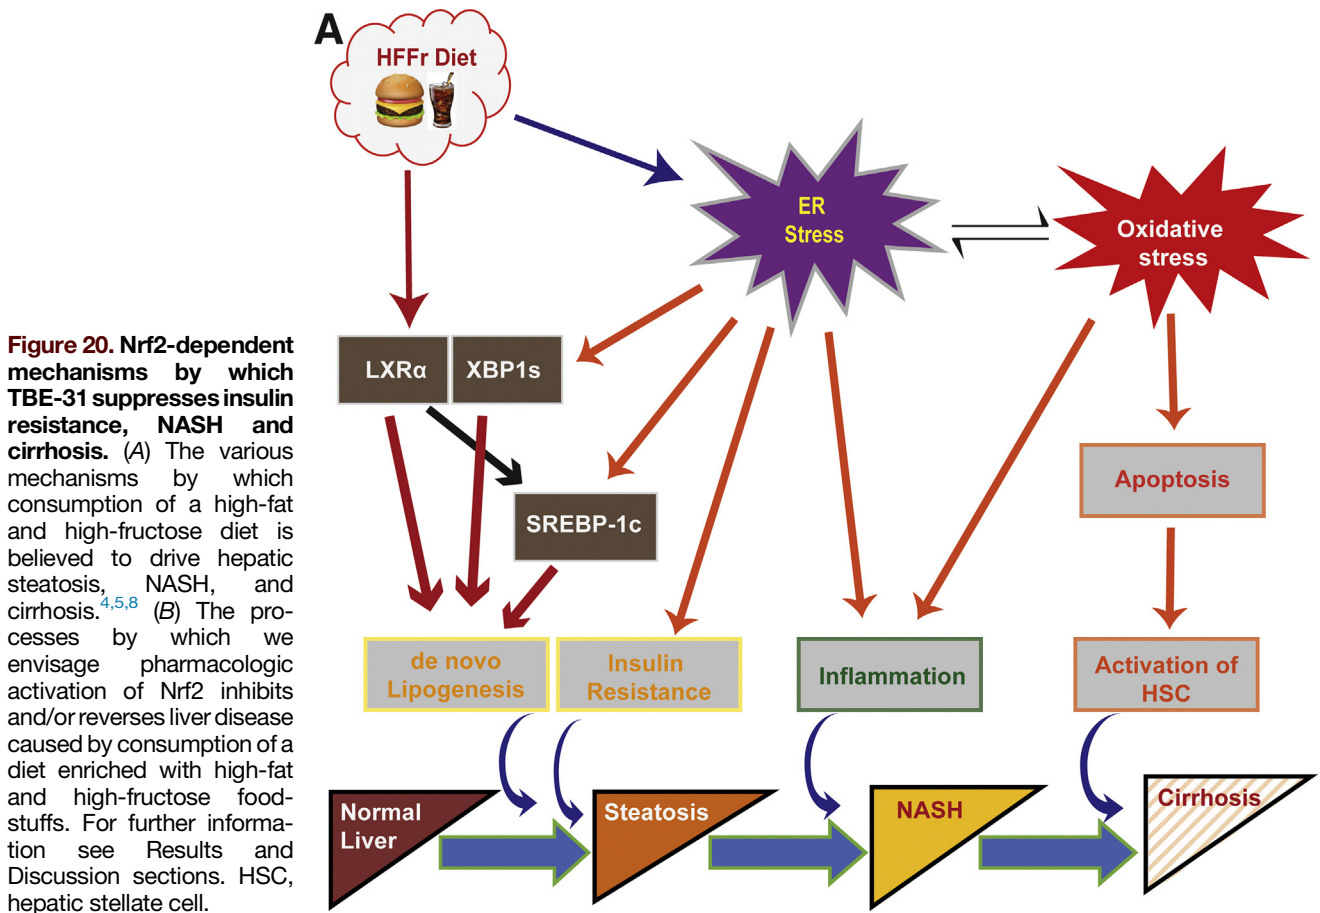 A
HFFr Diet
ER
Stress
Oxidative
stress
LXRα
XBP1s
SREBP-1c
Apoptosis
de novo
Lipogenesis
Insulin
Resistance
Inflammation
Activation of
HSC
Normal
Liver
Steatosis
NASH
Cirrhosis
Figure 20. Nrf2-dependent
mechanisms by which
TBE-31 suppresses insulin
resistance, NASH and
cirrhosis. (A) The various
mechanisms by which
consumption of a high-fat
and high-fructose diet is
believed to drive hepatic
steatosis, NASH, and
cirrhosis.4,5,8 (B) The pro-
cesses by which we
envisage pharmacologic
activation of Nrf2 inhibits
and/or reverses liver disease
caused by consumption of a
diet enriched with high-fat
and high-fructose food-
stuffs. For further informa-
tion see Results and
Discussion sections. HSC,
hepatic stellate cell.